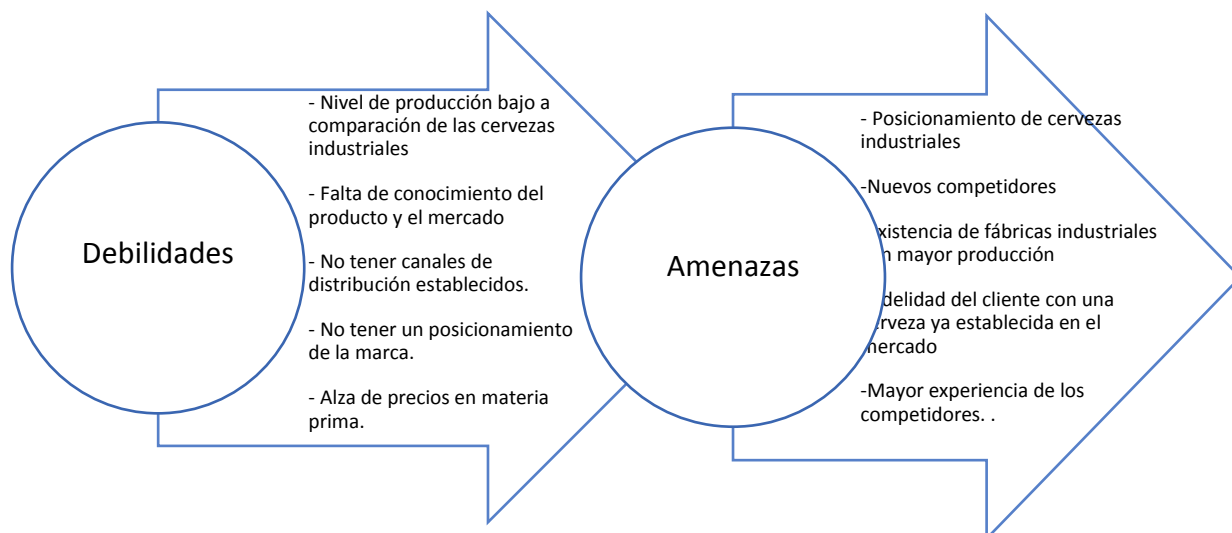 Debilidades
- Nivel de producción bajo a
comparación de las cervezas
industriales
- Falta de conocimiento del
producto y el mercado
- No tener canales de
distribución establecidos.
- No tener un posicionamiento
de la marca.
- Alza de precios en materia
prima.
Amenazas
- Posicionamiento de cervezas
industriales
-Nuevos competidores
xistencia de fábricas industriales
n mayor producción
delidad del cliente con una
erveza ya establecida en el
mercado
-Mayor experiencia de los
competidores. .